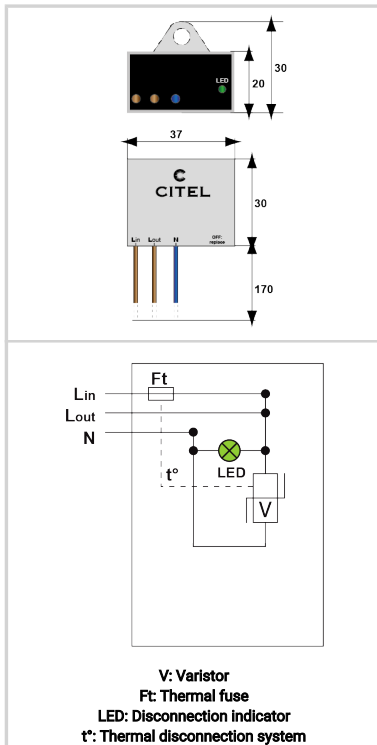 30
LED
20
37
C
CITEL
30
Lin
Lout
N
OFF:
replace
170
Ft
Lin
Lout
N
t°
LED
V
V: Varistor
Ft: Thermal fuse
LED: Disconnection indicator
t°: Thermal disconnection system